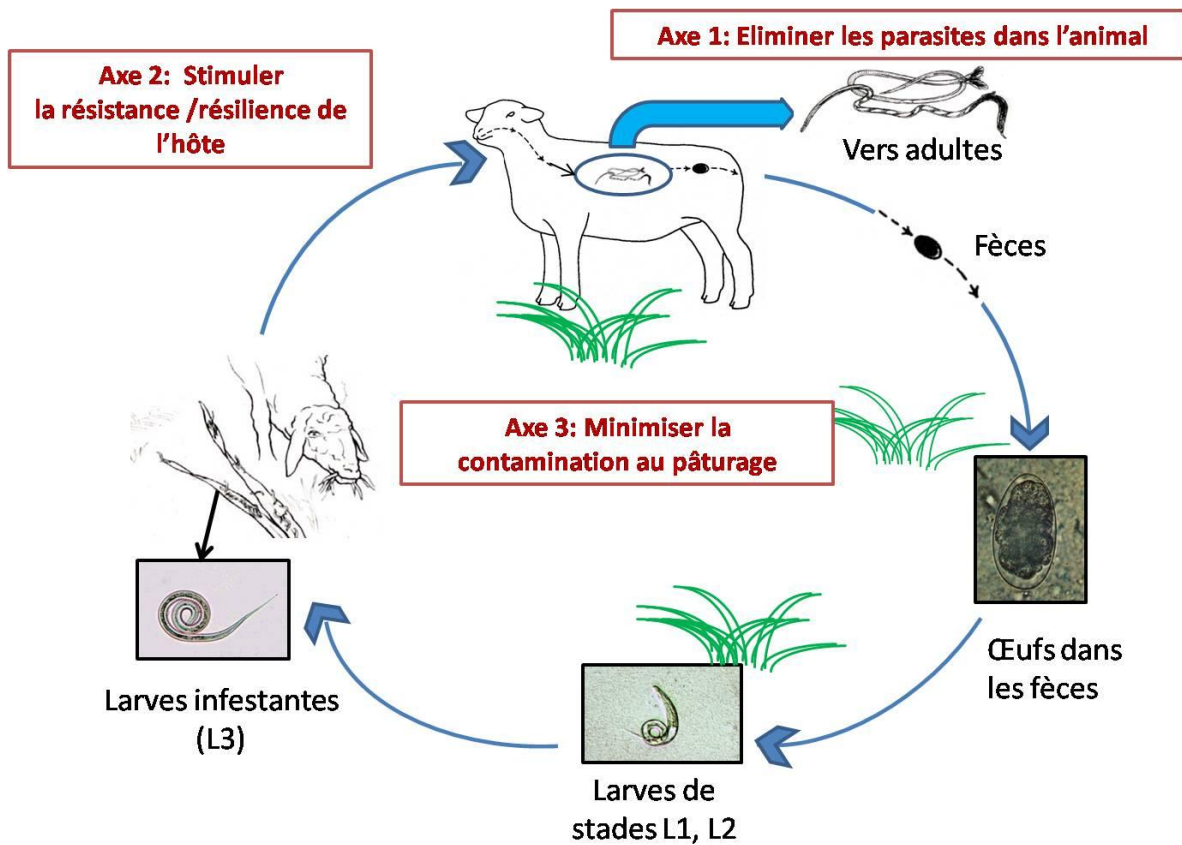 Axe 1: Eliminer les parasites dans l'animal
Axe 2: Stimuler
la résistance /résilience de
l'hôte
Vers adultes
Fèces
Axe 3: Minimiser la
contamination au pâturage
Œufs dans
les fèces
Larves infestantes
(L3)
Larves de
stades L1, L2